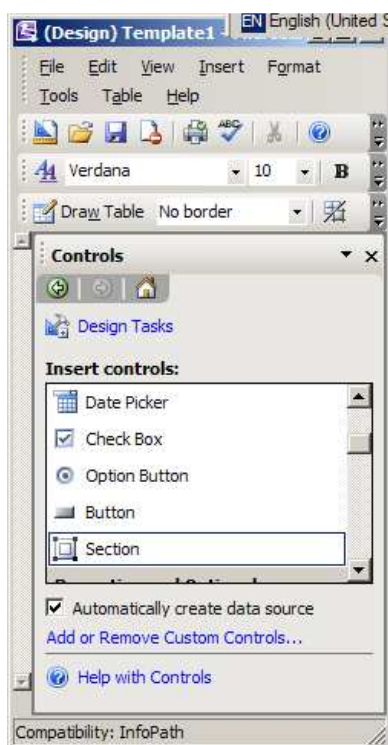 (Design) Template1 -
EN English (United S
File Edit View Insert Format
Tools Table Help
ABC
Verdana 10 B
Draw Table No border
Controls
Design Tasks
Insert controls:
Date Picker
Check Box
Option Button
Button
Section
Automatically create data source
Add or Remove Custom Controls...
Help with Controls
Compatibility: InfoPath